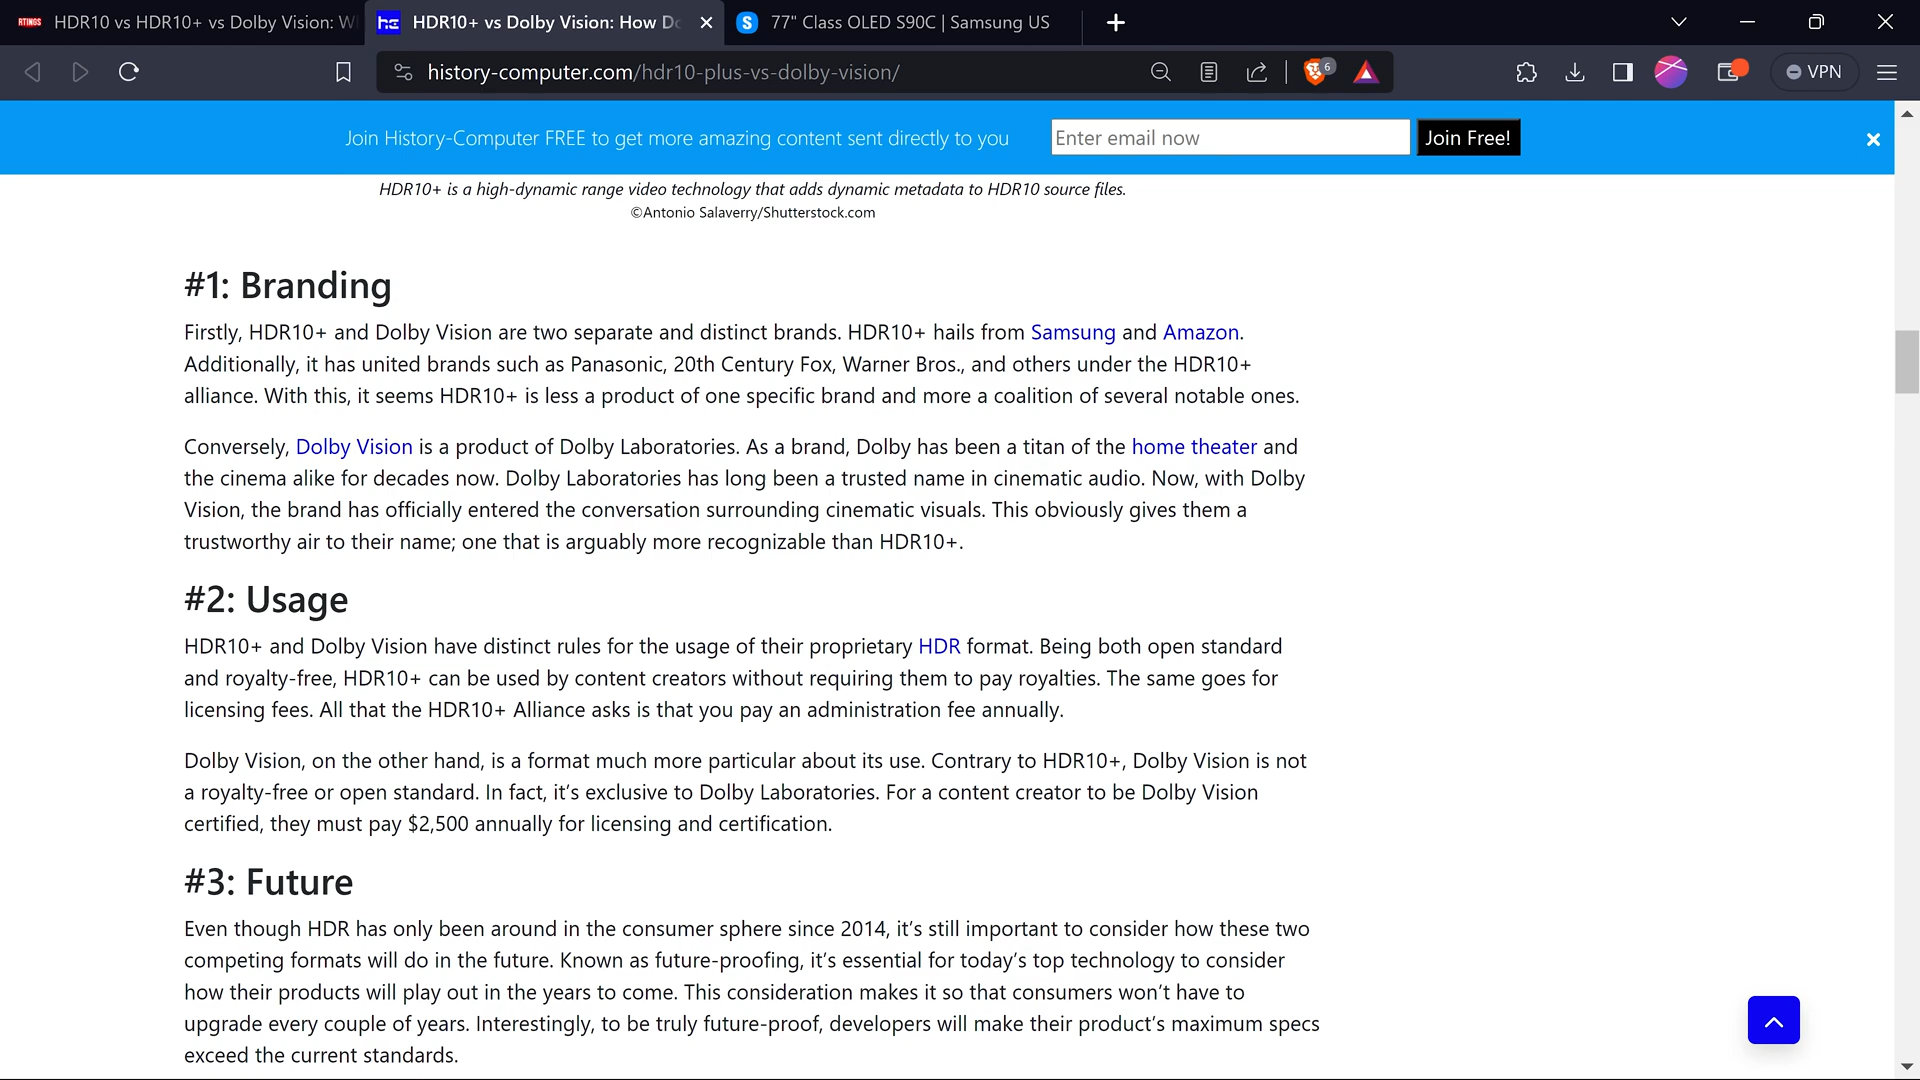 RTINGS HDR10 vs HDR10+ vs Dolby Vision: W
hc HDR10+ vs Dolby Vision: How Do
S 77" Class OLED S90C | Samsung US
history-computer.com/hdr10-plus-vs-dolby-vision/
6
VPN
Join History-Computer FREE to get more amazing content sent directly to you
Enter email now
Join Free!
HDR10+ is a high-dynamic range video technology that adds dynamic metadata to HDR10 source files.
©Antonio Salaverry/Shutterstock.com
#1: Branding
Firstly, HDR10+ and Dolby Vision are two separate and distinct brands. HDR10+ hails from Samsung and Amazon.
Additionally, it has united brands such as Panasonic, 20th Century Fox, Warner Bros., and others under the HDR10+
alliance. With this, it seems HDR10+ is less a product of one specific brand and more a coalition of several notable ones.
Conversely, Dolby Vision is a product of Dolby Laboratories. As a brand, Dolby has been a titan of the home theater and
the cinema alike for decades now. Dolby Laboratories has long been a trusted name in cinematic audio. Now, with Dolby
Vision, the brand has officially entered the conversation surrounding cinematic visuals. This obviously gives them a
trustworthy air to their name; one that is arguably more recognizable than HDR10+.
#2: Usage
HDR10+ and Dolby Vision have distinct rules for the usage of their proprietary HDR format. Being both open standard
and royalty-free, HDR10+ can be used by content creators without requiring them to pay royalties. The same goes for
licensing fees. All that the HDR10+ Alliance asks is that you pay an administration fee annually.
Dolby Vision, on the other hand, is a format much more particular about its use. Contrary to HDR10+, Dolby Vision is not
a royalty-free or open standard. In fact, it’s exclusive to Dolby Laboratories. For a content creator to be Dolby Vision
certified, they must pay $2,500 annually for licensing and certification.
#3: Future
Even though HDR has only been around in the consumer sphere since 2014, it’s still important to consider how these two
competing formats will do in the future. Known as future-proofing, it’s essential for today’s top technology to consider
how their products will play out in the years to come. This consideration makes it so that consumers won’t have to
upgrade every couple of years. Interestingly, to be truly future-proof, developers will make their product’s maximum specs
exceed the current standards.